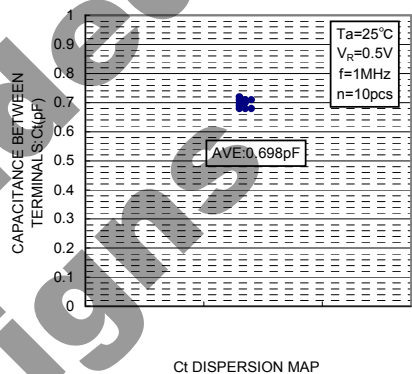 1
0.9
0.8
0.7
0.6
0.5
0.4
0.3
0.2
0.1
0
CAPACITANCE BETWEEN
TERMINALS:Ct(pF)
Ta=25℃
VR=0.5V
f=1MHz
n=10pcs
AVE:0.698pF
Ct DISPERSION MAP